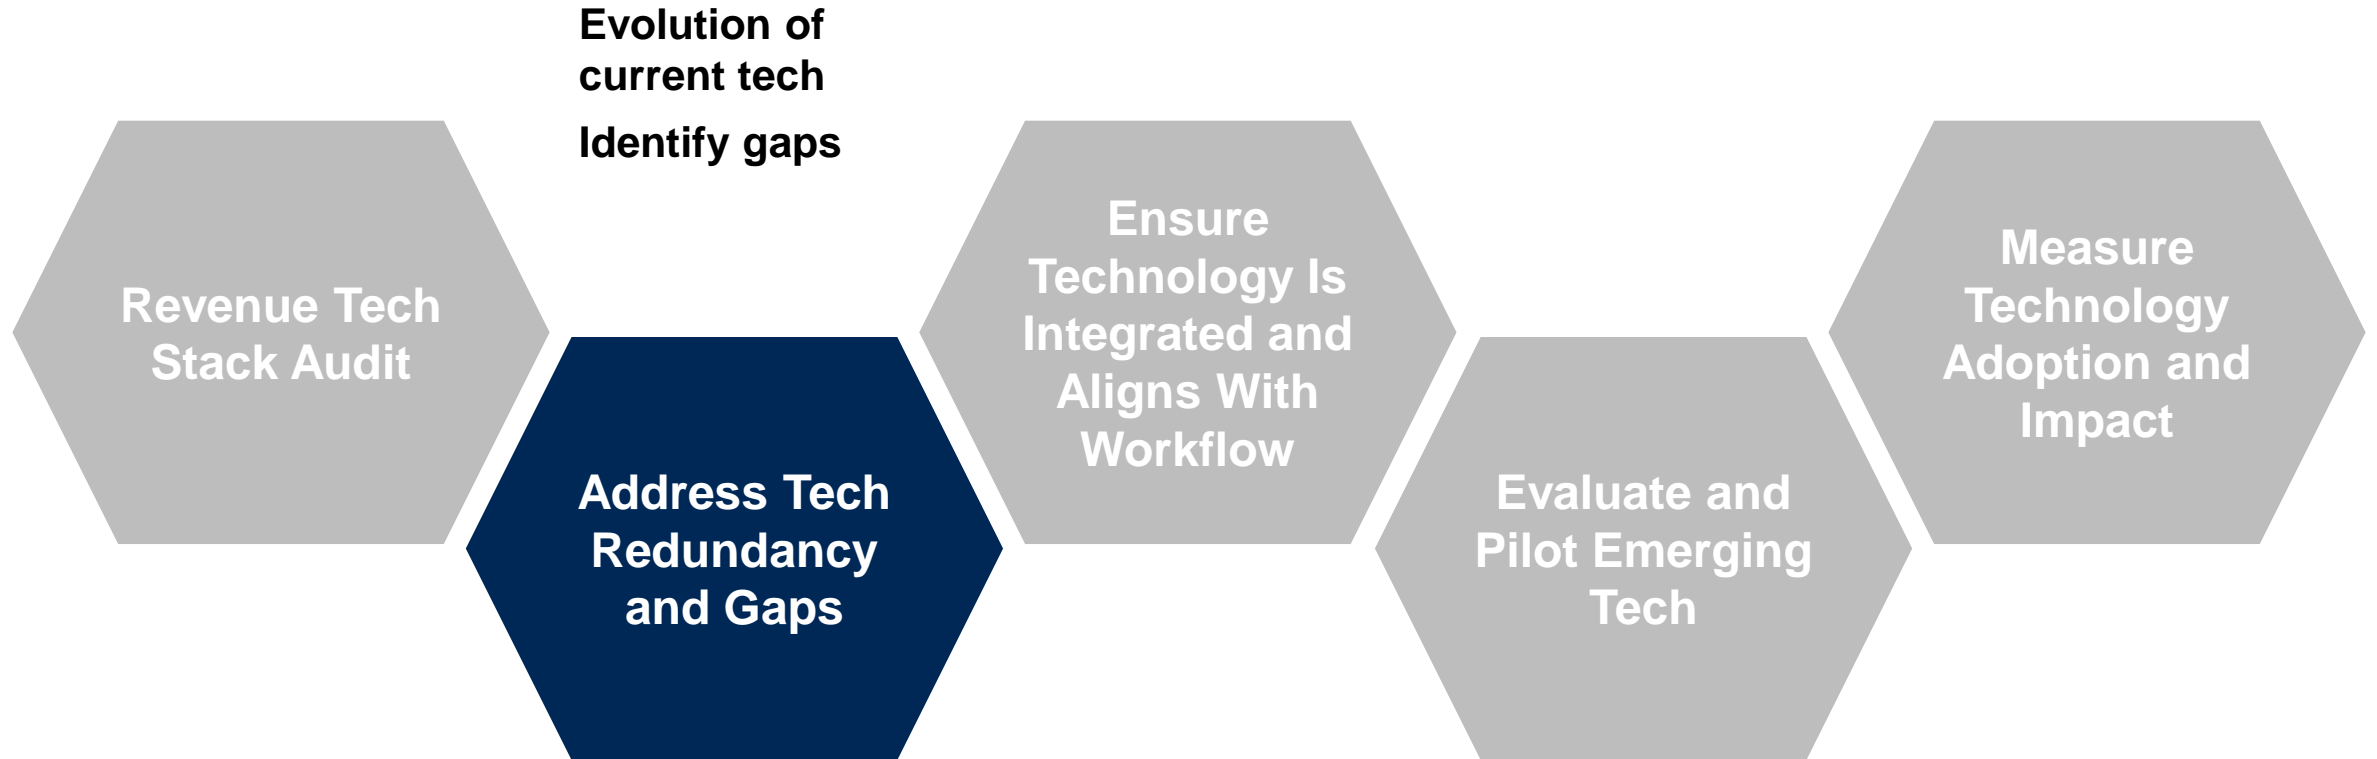 Evolution of
current tech
Identify gaps
Revenue Tech
Stack Audit
Address Tech
Redundancy
and Gaps
Ensure
Technology Is
Integrated and
Aligns With
Workflow
Evaluate and
Pilot Emerging
Tech
Measure
Technology
Adoption and
Impact